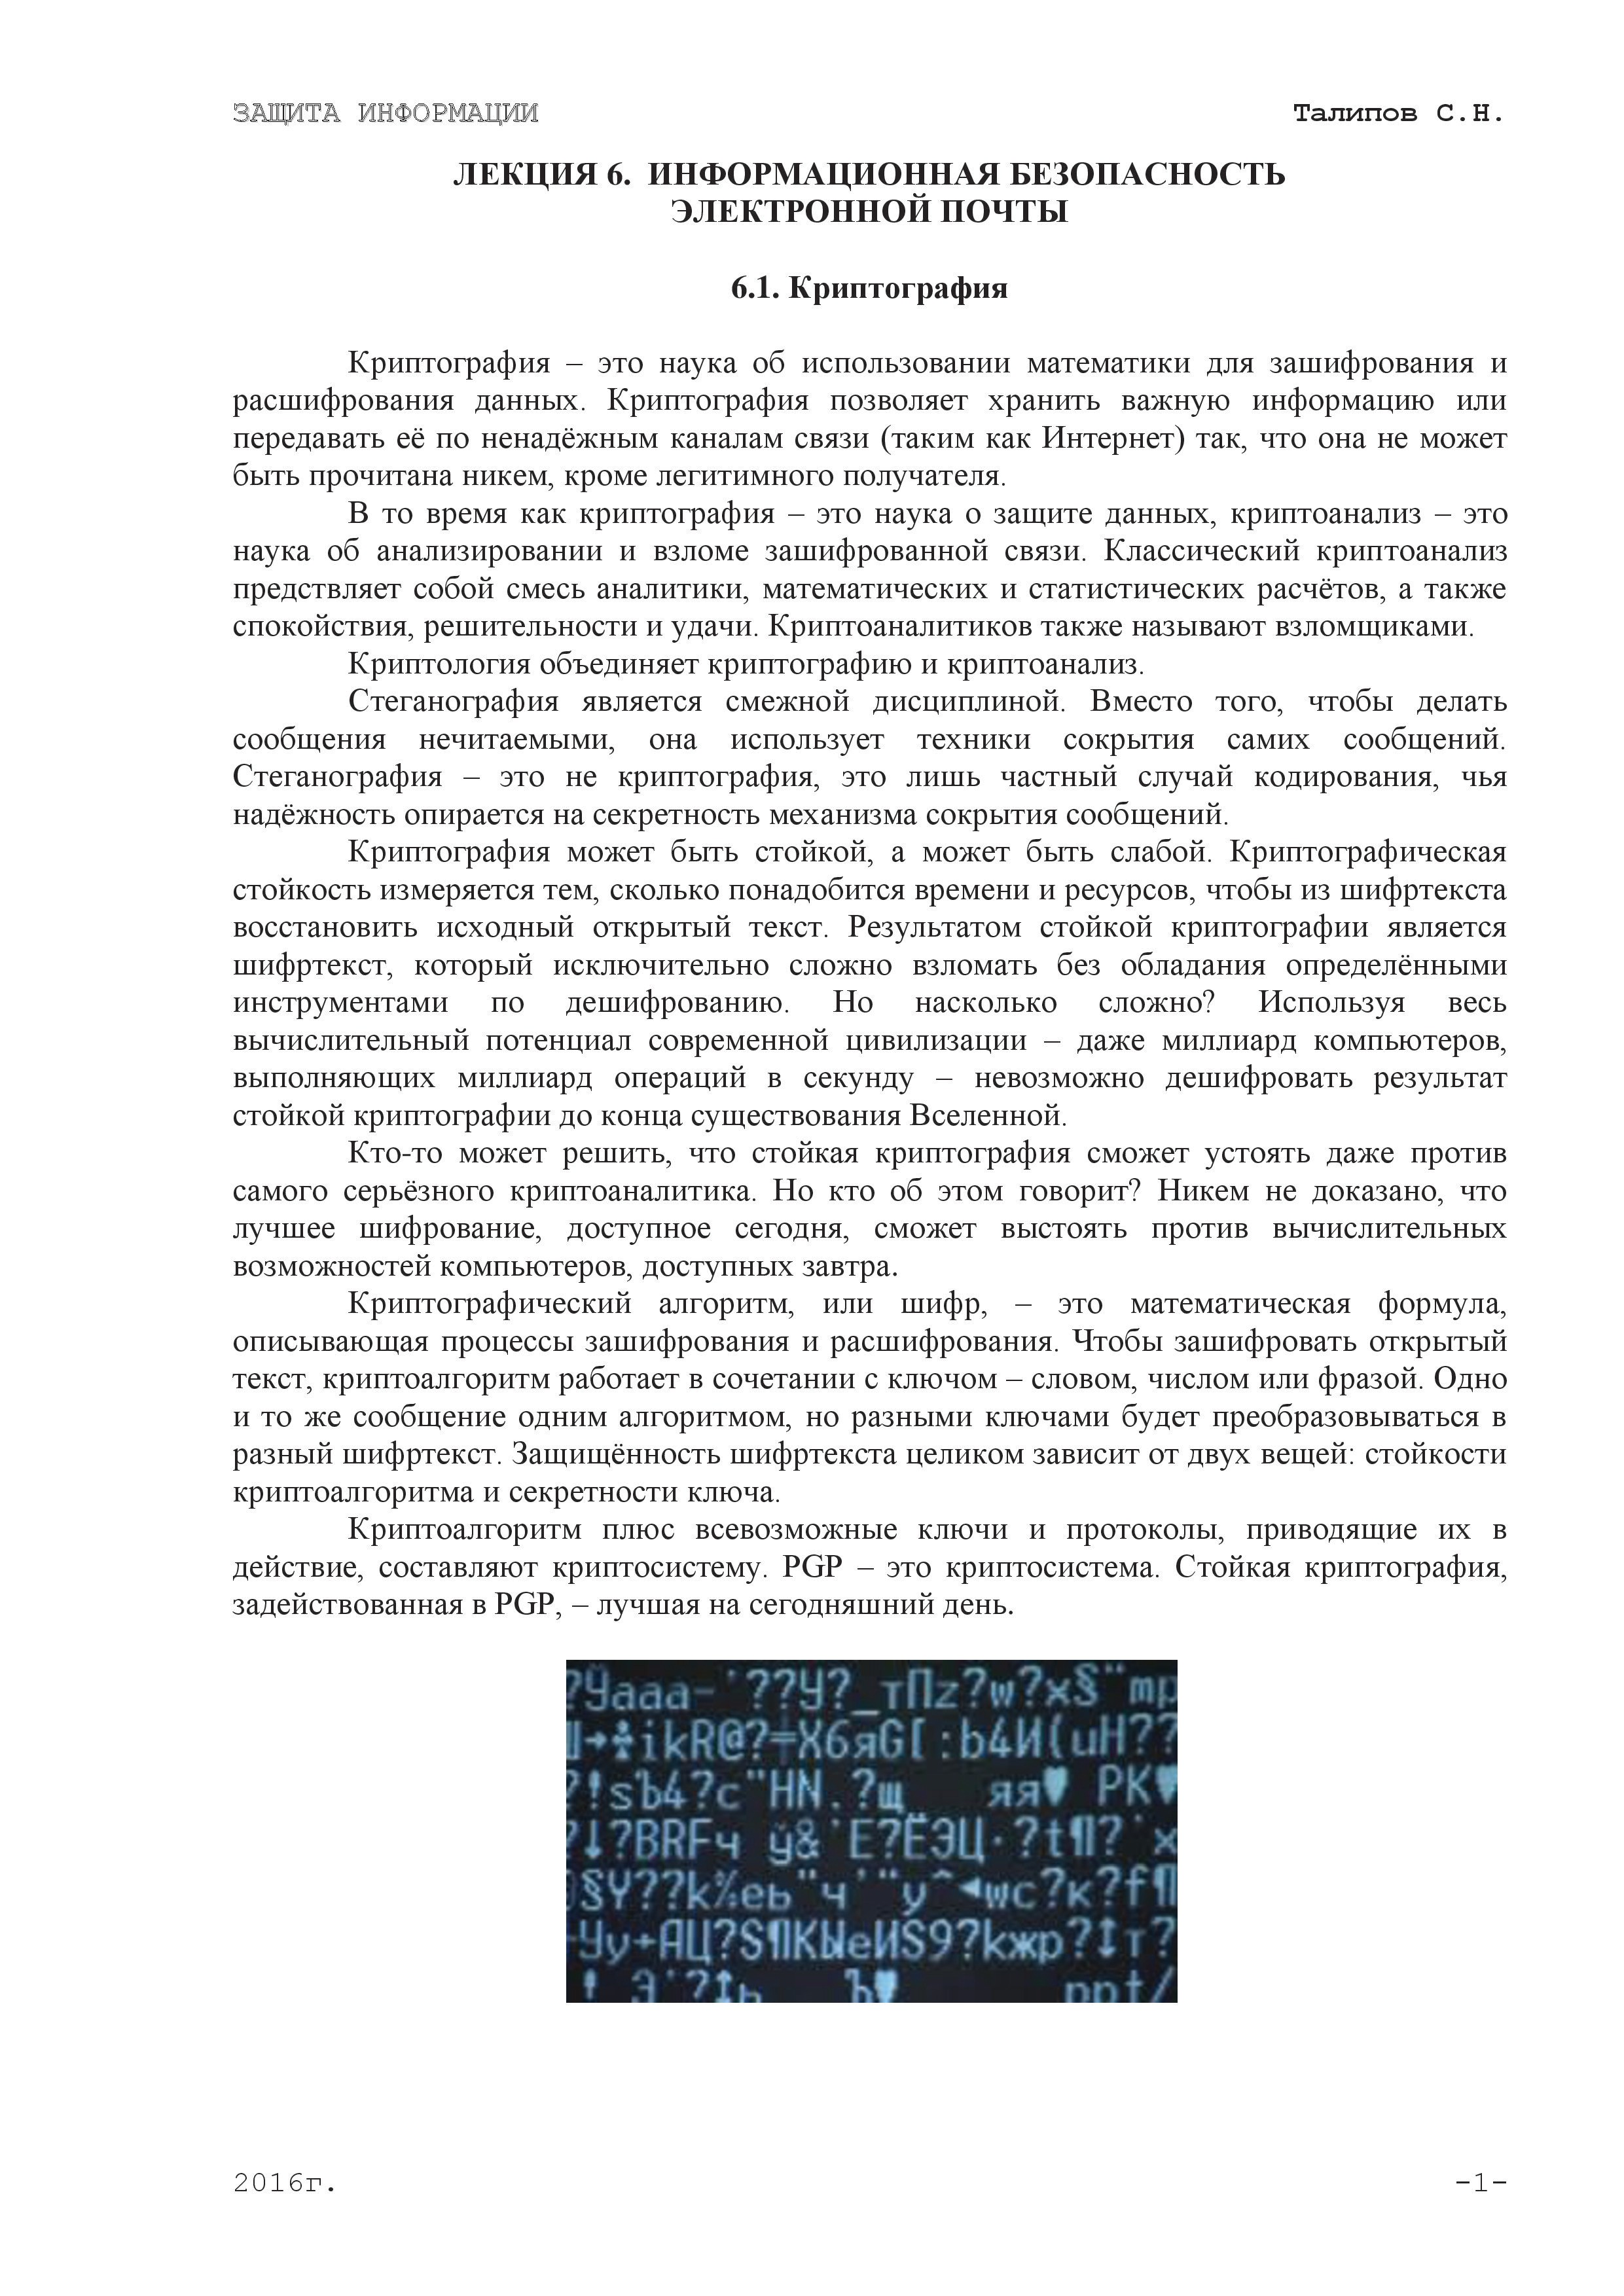 ЗАЩИТА ИНФОРМАЦИИ Талипов С.Н.
ЛЕКЦИЯ 6. ИНФОРМАЦИОННАЯ БЕЗОПАСНОСТЬ
ЭЛЕКТРОННОЙ ПОЧТЫ
6.1. Криптография
Криптография – это наука об использовании математики для зашифрования и
расшифрования данных. Криптография позволяет хранить важную информацию или
передавать её по ненадёжным каналам связи (таким как Интернет) так, что она не может
быть прочитана никем, кроме легитимного получателя.
В то время как криптография – это наука о защите данных, криптоанализ – это
наука об анализировании и взломе зашифрованной связи. Классический криптоанализ
предствляет собой смесь аналитики, математических и статистических расчётов, а также
спокойствия, решительности и удачи. Криптоаналитиков также называют взломщиками.
Криптология объединяет криптографию и криптоанализ.
Стеганография является смежной дисциплиной. Вместо того, чтобы делать
сообщения нечитаемыми, она использует техники сокрытия самих сообщений.
Стеганография – это не криптография, это лишь частный случай кодирования, чья
надёжность опирается на секретность механизма сокрытия сообщений.
Криптография может быть стойкой, а может быть слабой. Криптографическая
стойкость измеряется тем, сколько понадобится времени и ресурсов, чтобы из шифртекста
восстановить исходный открытый текст. Результатом стойкой криптографии является
шифртекст, который исключительно сложно взломать без обладания определёнными
инструментами по дешифрованию. Но насколько сложно? Используя весь
вычислительный потенциал современной цивилизации – даже миллиард компьютеров,
выполняющих миллиард операций в секунду – невозможно дешифровать результат
стойкой криптографии до конца существования Вселенной.
Кто-то может решить, что стойкая криптография сможет устоять даже против
самого серьёзного криптоаналитика. Но кто об этом говорит? Никем не доказано, что
лучшее шифрование, доступное сегодня, сможет выстоять против вычислительных
возможностей компьютеров, доступных завтра.
Криптографический алгоритм, или шифр, – это математическая формула,
описывающая процессы зашифрования и расшифрования. Чтобы зашифровать открытый
текст, криптоалгоритм работает в сочетании с ключом – словом, числом или фразой. Одно
и то же сообщение одним алгоритмом, но разными ключами будет преобразовываться в
разный шифртекст. Защищённость шифртекста целиком зависит от двух вещей: стойкости
криптоалгоритма и секретности ключа.
Криптоалгоритм плюс всевозможные ключи и протоколы, приводящие их в
действие, составляют криптосистему. PGP – это криптосистема. Стойкая криптография,
задействованная в PGP, – лучшая на сегодняшний день.
2016г. -1-